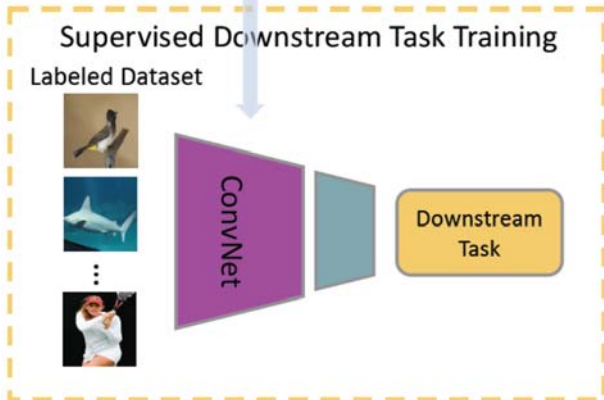 Supervised Downstream Task Training
Labeled Dataset
...
ConvNet
Downstream
Task